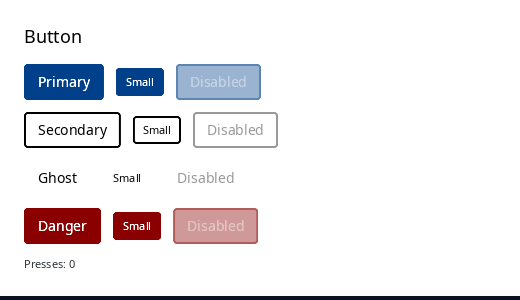 Button
Primary Small Disabled
Secondary Small Disabled
Ghost Small Disabled
Danger Small Disabled
Presses: 0